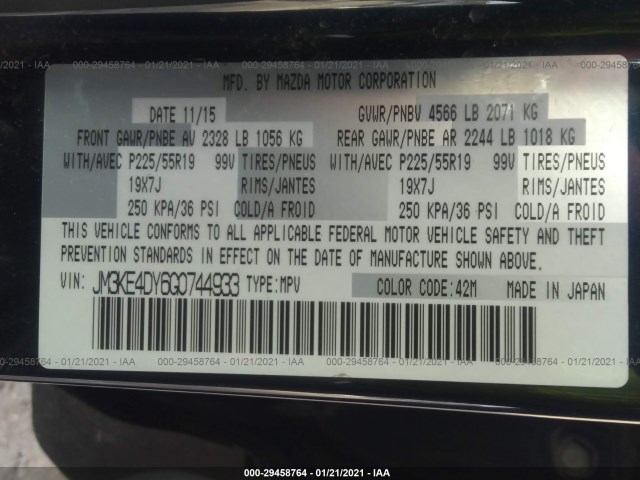 000-29458764 - 01/21/2021 - IAA
MFD. BY MAZDA MOTOR CORPORATION
DATE 11/15 GVWR/PNBV 4566 LB 2071 KG
FRONT GAWR/PNBE AV 2328 LB 1056 KG REAR GAWR/PNBE AR 2244 LB 1018 KG
WITH/AVEC P225/55R19 99V TIRES/PNEUS WITH/AVEC P225/55R19 99V TIRES/PNEUS
19X7J RIMS/JANTES 19X7J RIMS/JANTES
250 KPA/36 PSI COLD/A FROID 250 KPA/36 PSI COLD/A FROID
THIS VEHICLE CONFORMS TO ALL APPLICABLE FEDERAL MOTOR VEHICLE SAFETY AND THEFT
PREVENTION STANDARDS IN EFFECT ON THE DATE OF MANUFACTURE SHOWN ABOVE.
VIN: JM3KE4DY6G0744933 TYPE:MPV COLOR CODE:42M MADE IN JAPAN
000-29458764 - 01/21/2021 - IAA
000-29458764 - 01/21/2021 - IAA